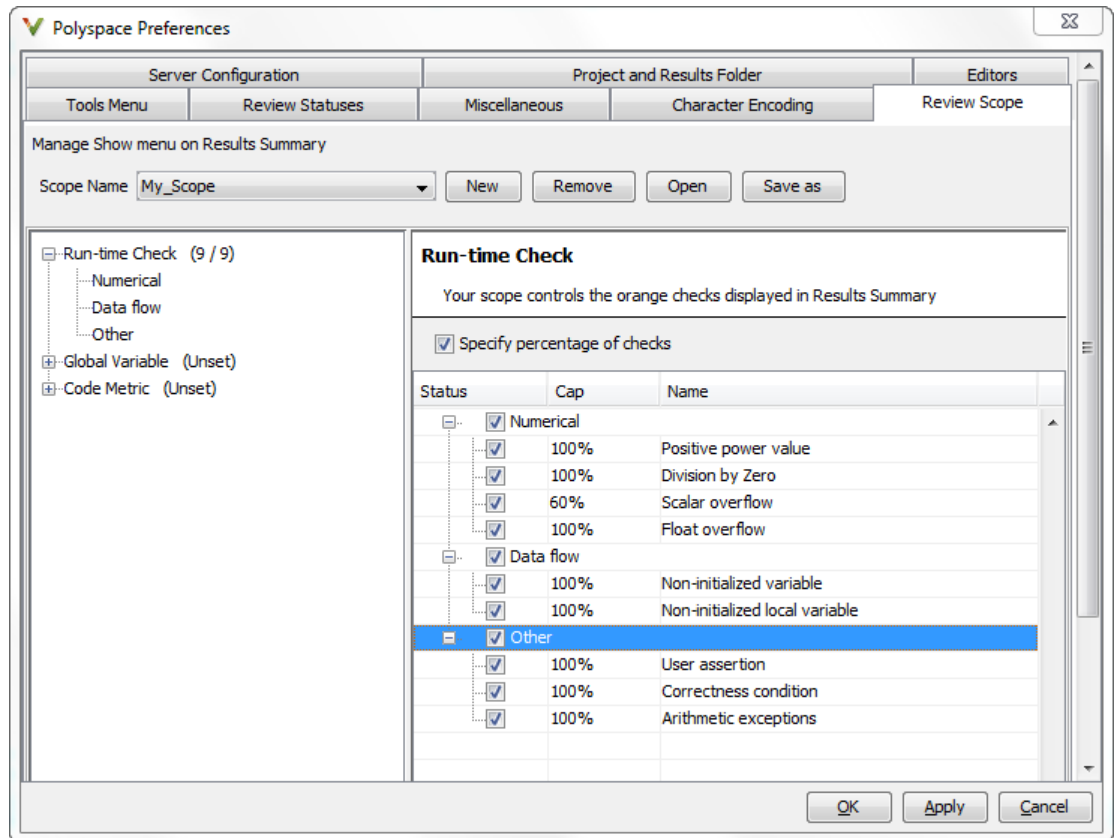 Polyspace Preferences
Server Configuration Project and Results Folder Editors
Tools Menu Review Statuses Miscellaneous Character Encoding Review Scope
Manage Show menu on Results Summary
Scope Name My_Scope New Remove Open Save as
Run-time Check (9 / 9)
Numerical
Data flow
Other
Global Variable (Unset)
Code Metric (Unset)
Run-time Check
Your scope controls the orange checks displayed in Results Summary
Specify percentage of checks
Status Cap Name
Numerical
100% Positive power value
100% Division by Zero
60% Scalar overflow
100% Float overflow
Data flow
100% Non-initialized variable
100% Non-initialized local variable
Other
100% User assertion
100% Correctness condition
100% Arithmetic exceptions
OK Apply Cancel